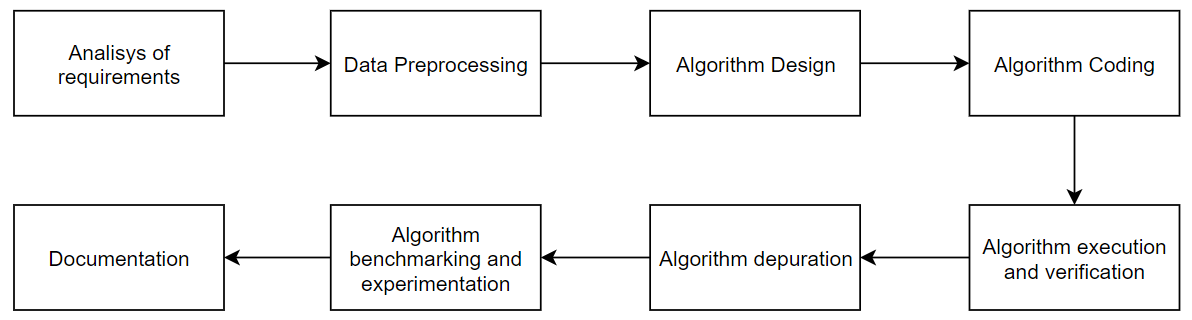 Analisys of
requirements
Data Preprocessing
Algorithm Design
Algorithm Coding
Algorithm execution
and verification
Algorithm depuration
Algorithm
benchmarking and
experimentation
Documentation